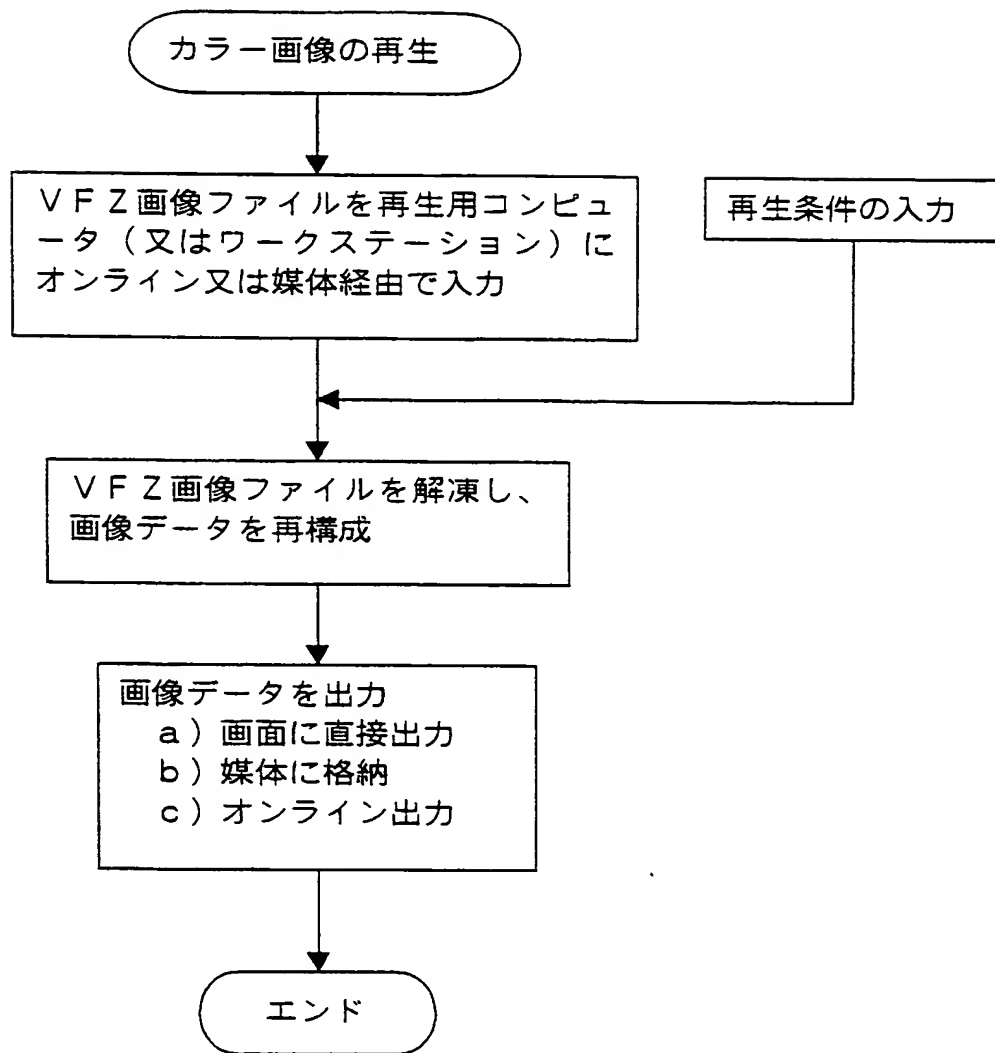 カラー画像の再生
ＶＦＺ画像ファイルを再生用コンピュ
ータ（又はワークステーション）に
オンライン又は媒体経由で入力
再生条件の入力
ＶＦＺ画像ファイルを解凍し、
画像データを再構成
画像データを出力
ａ）画面に直接出力
ｂ）媒体に格納
ｃ）オンライン出力
エンド